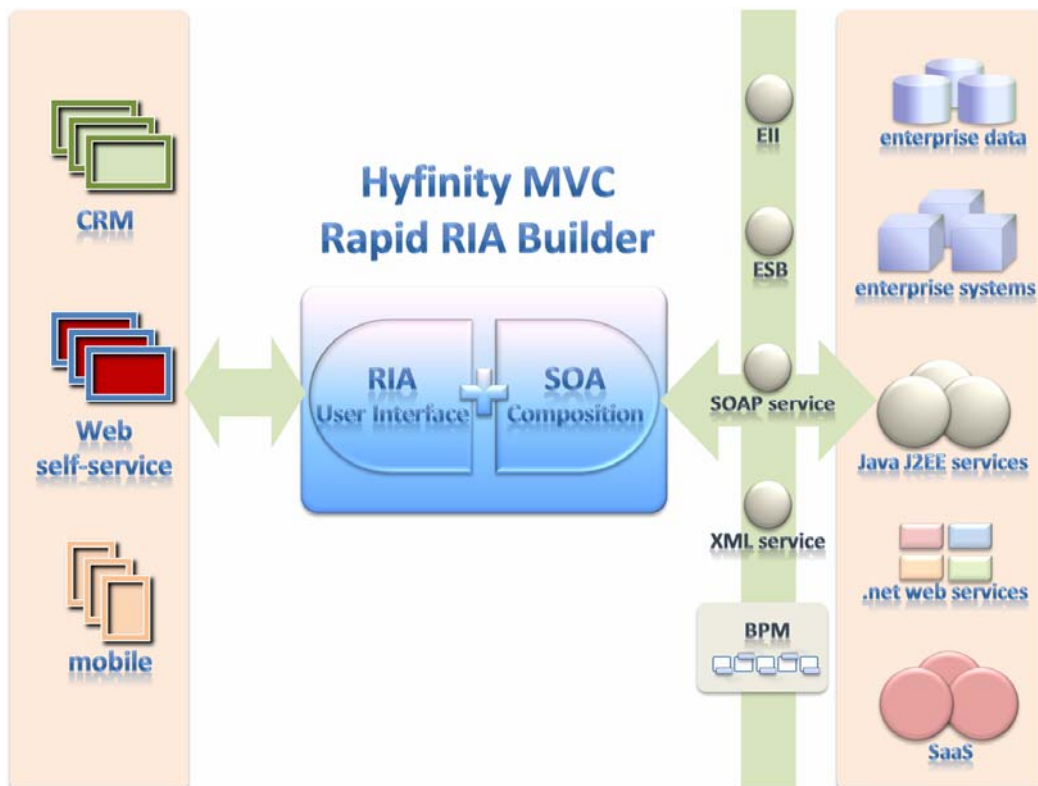 CRM
Web
self-service
mobile
Hyfinity MVC
Rapid RIA Builder
RIA
User Interface
SOA
Composition
EII
ESB
SOAP service
XML service
BPM
enterprise data
enterprise systems
Java J2EE services
.net web services
SaaS